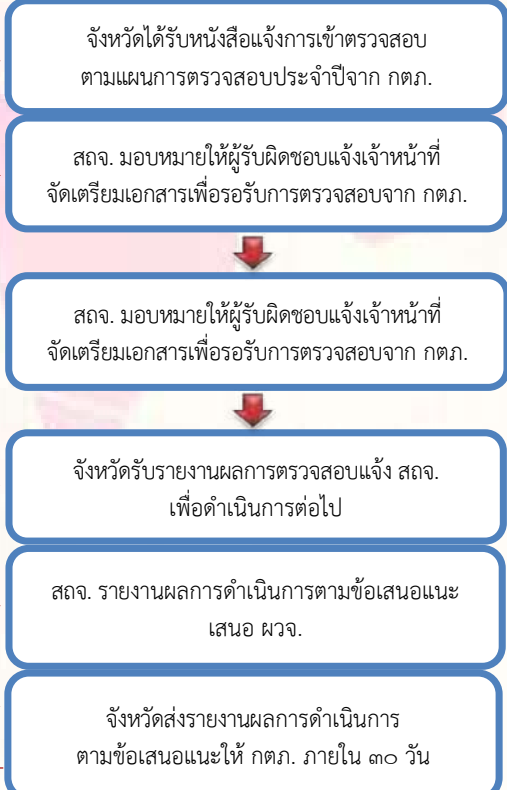 จังหวัดได้รับหนังสือแจ้งการเข้าตรวจสอบ
ตามแผนการตรวจสอบประจำปีจาก กตภ.
สถจ. มอบหมายให้ผู้รับผิดชอบแจ้งเจ้าหน้าที่
จัดเตรียมเอกสารเพื่อรอรับการตรวจสอบจาก กตภ.
สถจ. มอบหมายให้ผู้รับผิดชอบแจ้งเจ้าหน้าที่
จัดเตรียมเอกสารเพื่อรอรับการตรวจสอบจาก กตภ.
จังหวัดรับรายงานผลการตรวจสอบแจ้ง สถจ.
เพื่อดำเนินการต่อไป
สถจ. รายงานผลการดำเนินการตามข้อเสนอแนะ
เสนอ ผวจ.
จังหวัดส่งรายงานผลการดำเนินการ
ตามข้อเสนอแนะให้ กตภ. ภายใน ๓๐ วัน